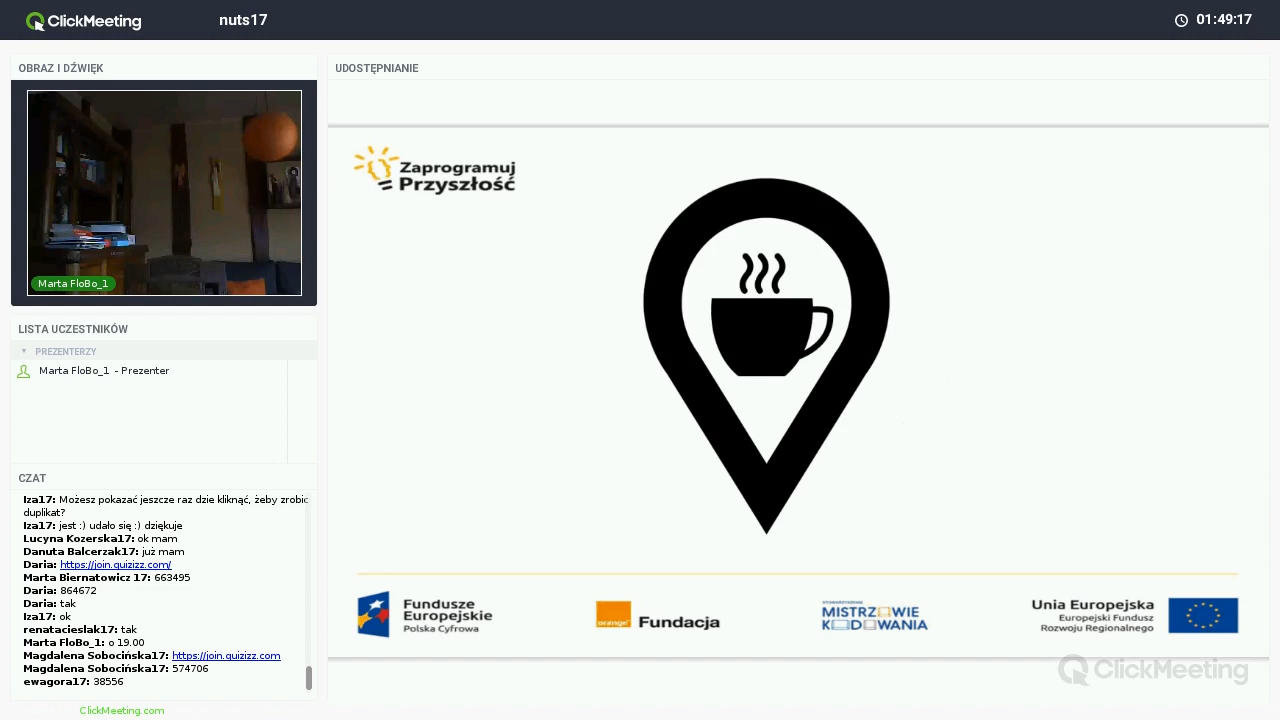 ClickMeeting
nuts17
01:49:17
OBRAZ I DŹWIĘK
Marta FloBo_1
LISTA UCZESTNIKÓW
PREZENTERZY
Marta FloBo_1 - Prezenter
CZAT
Iza17: Możesz pokazać jeszcze raz dzie kliknąć, żeby zrobic
duplikat?
Iza17: jest :) udało się :) dziękuje
Lucyna Kozerska17: ok mam
Danuta Balcerzak17: już mam
Daria: https://join.quizizz.com/
Marta Biernatowicz 17: 663495
Daria: 864672
Daria: tak
Iza17: ok
renatacieslak17: tak
Marta FloBo_1: o 19.00
Magdalena Sobocińska17: https://join.quizizz.com
Magdalena Sobocińska17: 574706
ewagora17: 38556
ClickMeeting.com
UDOSTĘPNIANIE
Zaprogramuj
Przyszłość
Fundusze
Europejskie
Polska Cyfrowa
orange
Fundacja
STOWARZYSZENIE
MISTRZOWIE
KODOWANIA
Unia Europejska
Europejski Fundusz
Rozwoju Regionalnego
ClickMeeting